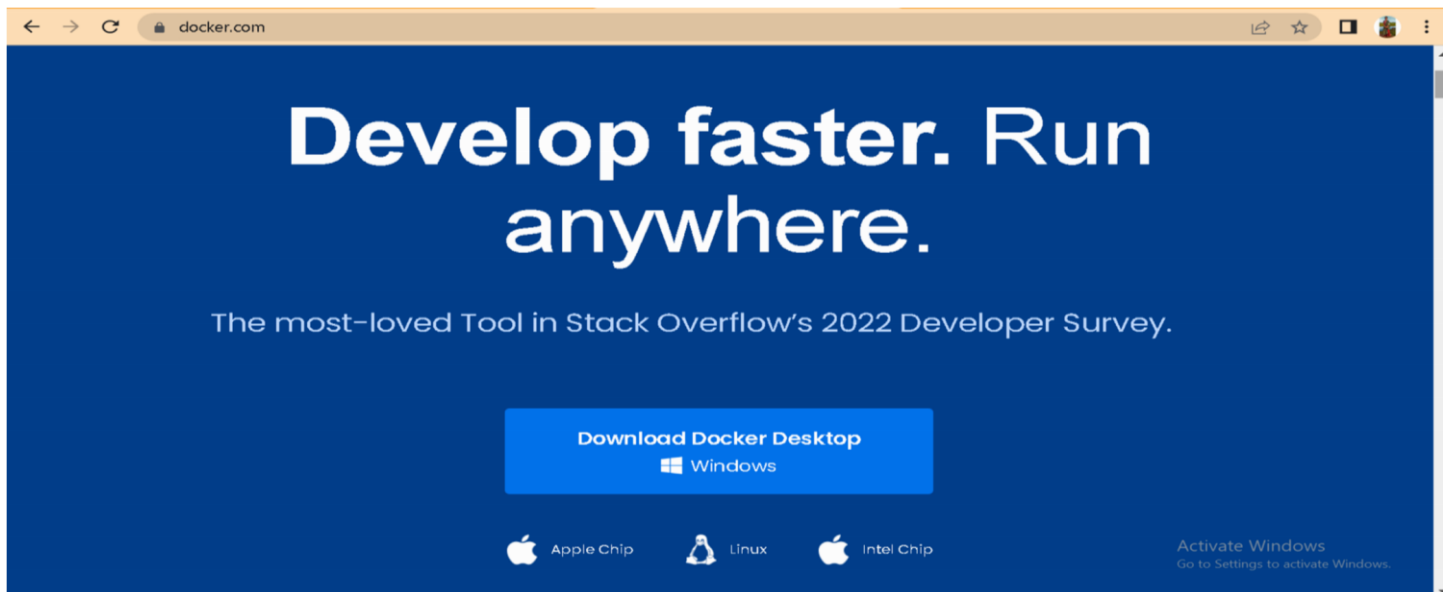 docker.com
Develop faster. Run
anywhere.
The most-loved Tool in Stack Overflow's 2022 Developer Survey.
Download Docker Desktop
Windows
Apple Chip Linux Intel Chip
Activate Windows
Go to Settings to activate Windows.